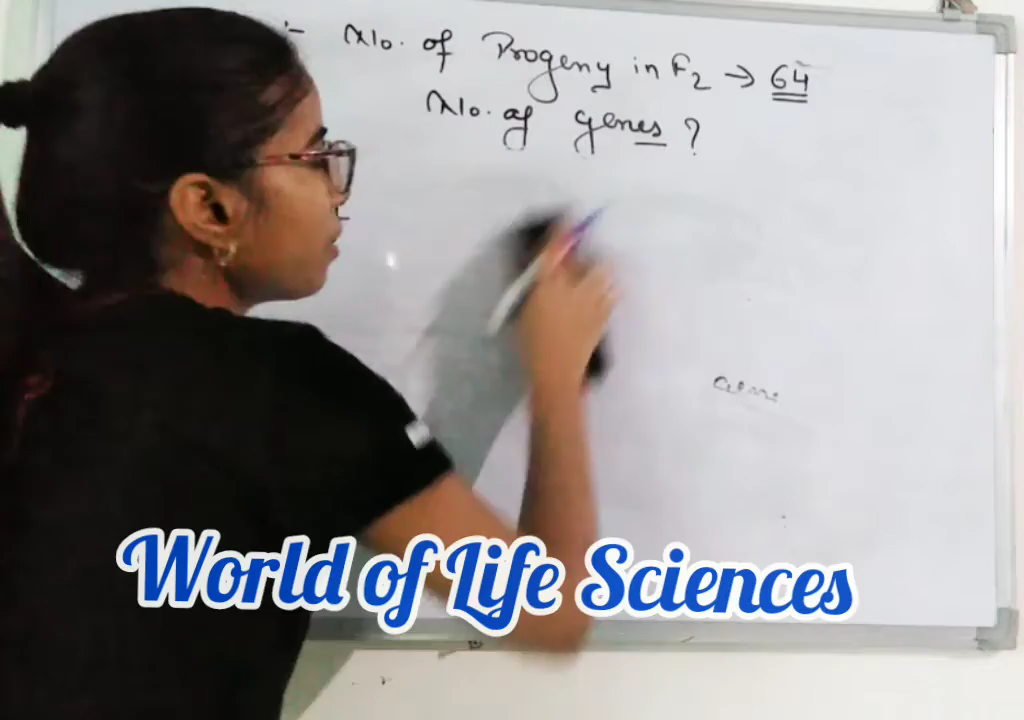 :- No. of Progeny in F₂ → 64
No. of genes ?
World of Life Sciences